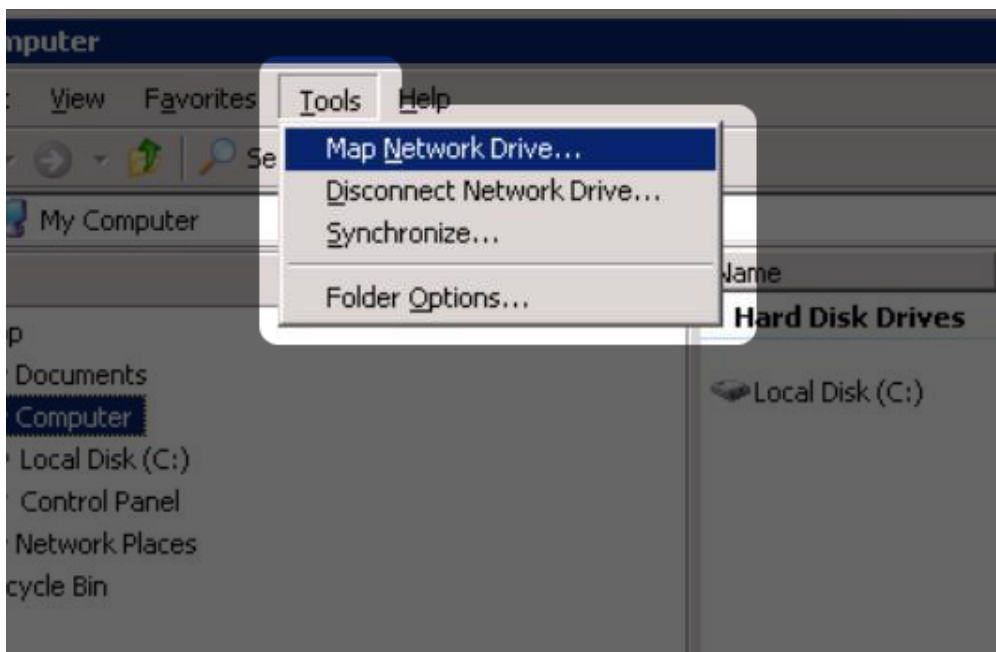 mputer
View Favorites Tools Help
Se
Map Network Drive...
Disconnect Network Drive...
Synchronize...
Folder Options...
My Computer
Name
Hard Disk Drives
Local Disk (C:)
p
Documents
Computer
Local Disk (C:)
Control Panel
Network Places
cycle Bin